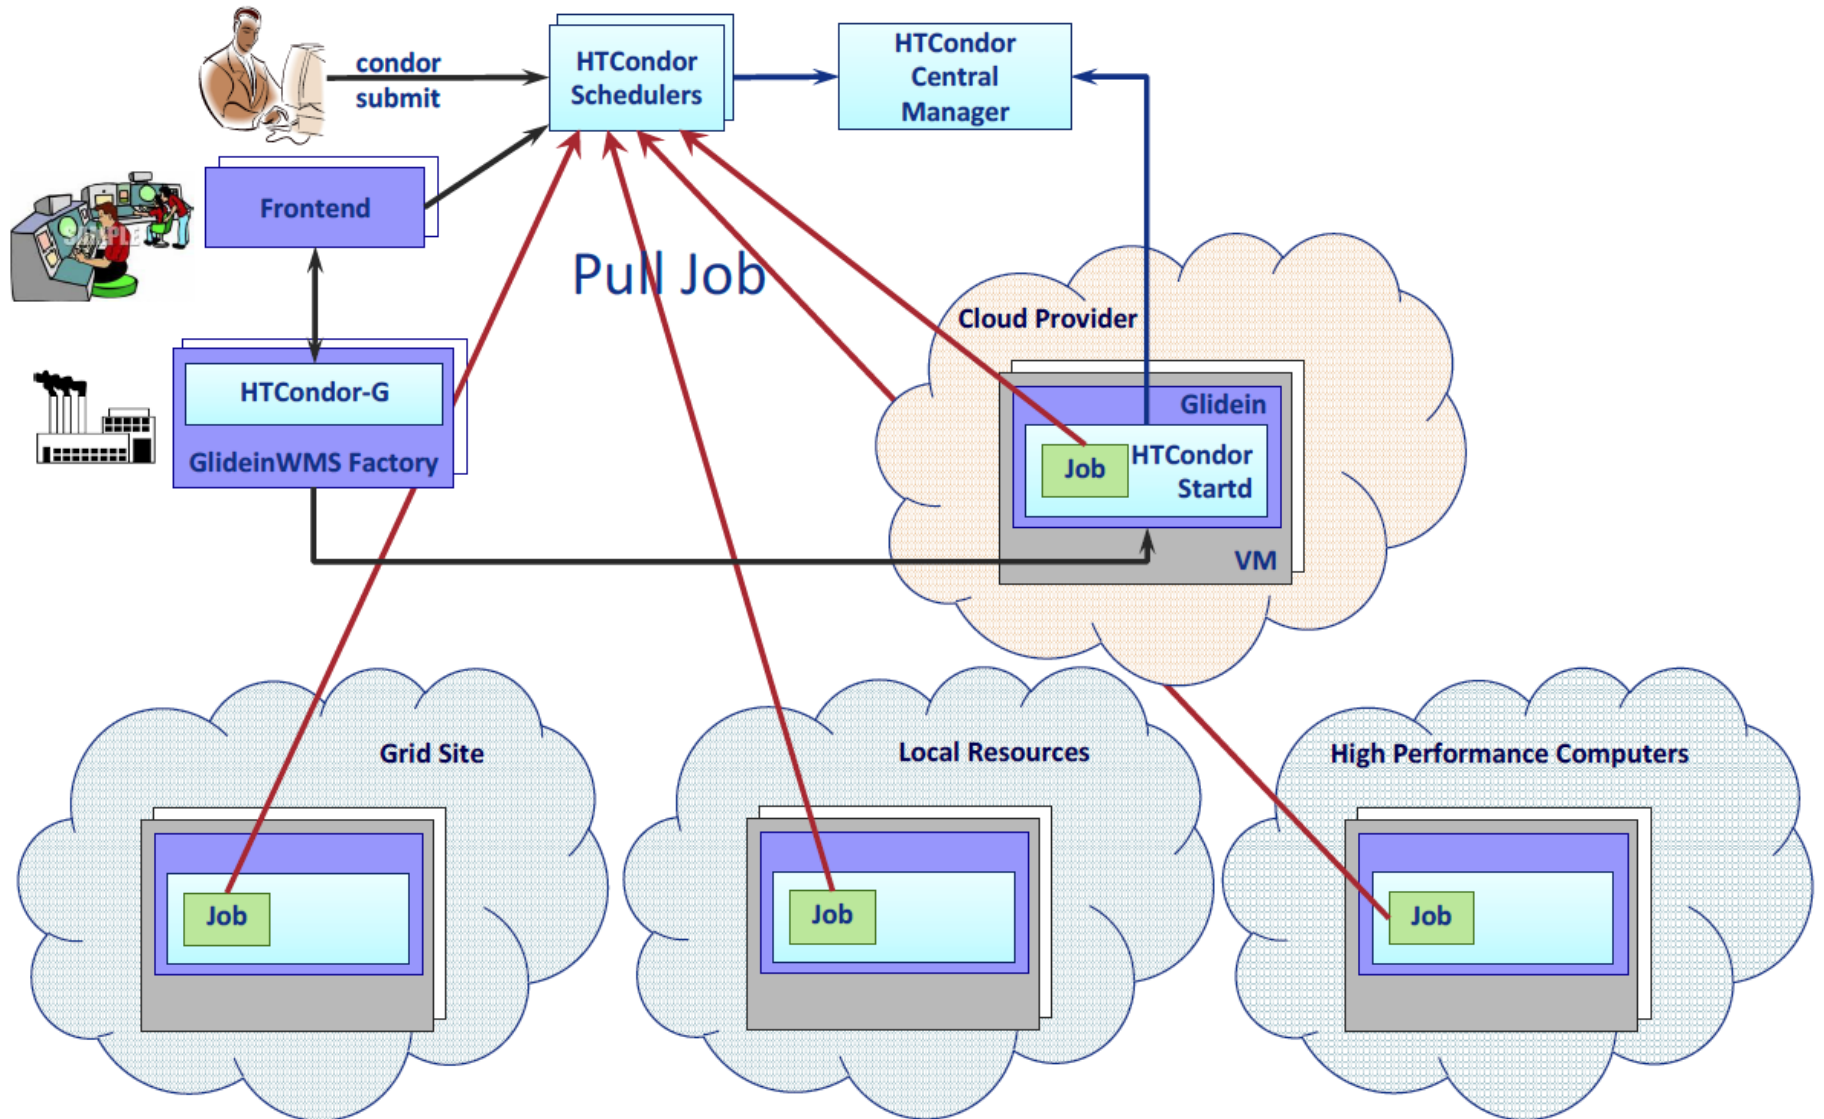 condor
submit
HTCondor
Schedulers
HTCondor
Central
Manager
Frontend
SAMPLE
Pull Job
Cloud Provider
HTCondor-G
GlideinWMS Factory
Glidein
Job
HTCondor
Startd
VM
Grid Site
Local Resources
High Performance Computers
Job
Job
Job